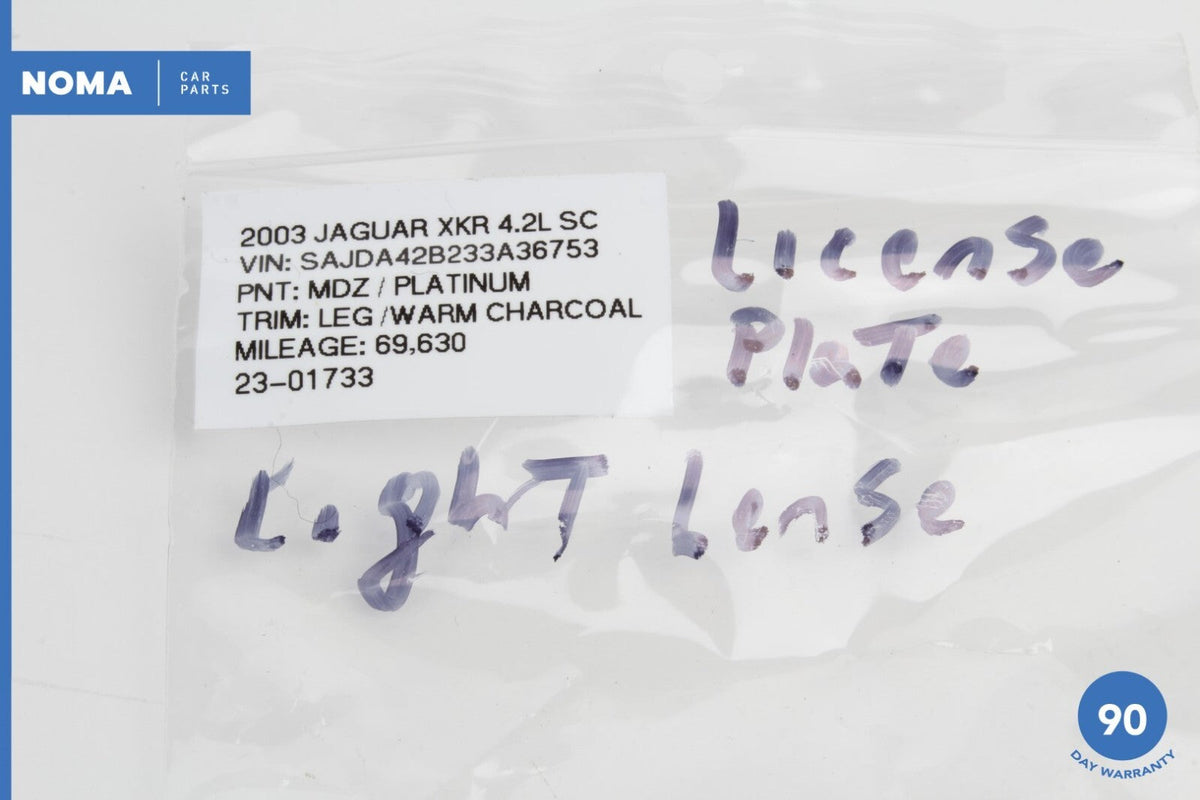 NOMA
CAR
PARTS
2003 JAGUAR XKR 4.2L SC
VIN: SAJDA42B233A36753
PNT: MDZ / PLATINUM
TRIM: LEG /WARM CHARCOAL
MILEAGE: 69,630
23-01733
License
Plate
Light Lense
90
DAY WARRANTY